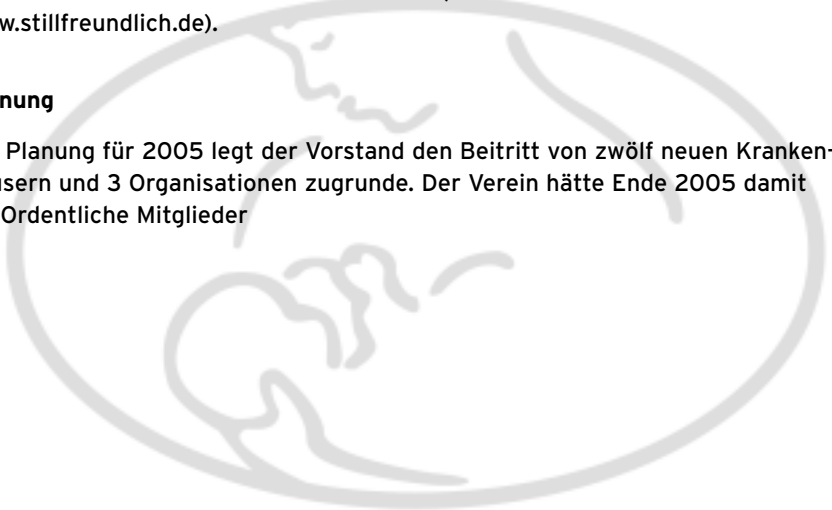 w.stillfreundlich.de).
nung
Planung für 2005 legt der Vorstand den Beitritt von zwölf neuen Kranken-
usern und 3 Organisationen zugrunde. Der Verein hätte Ende 2005 damit
Ordentliche Mitglieder